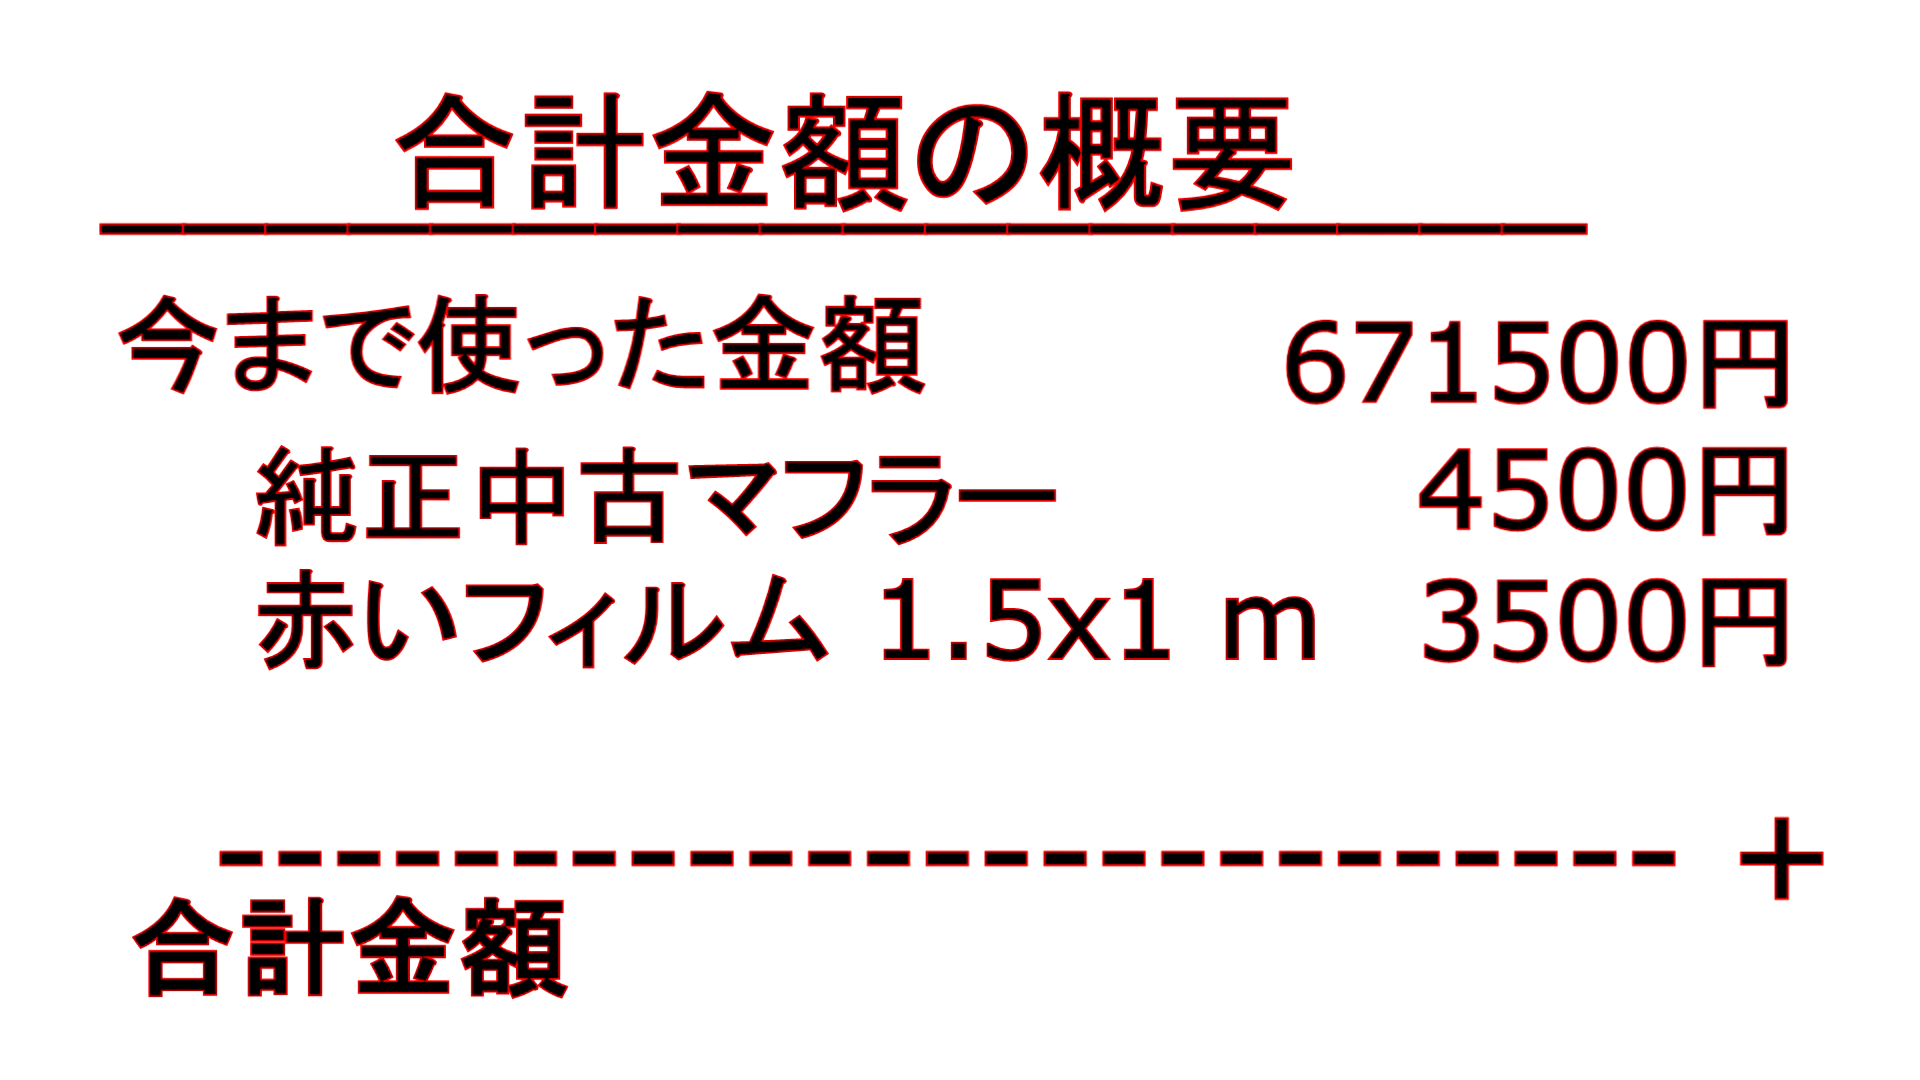 合計金額の概要
__________________
今まで使った金額 671500円
純正中古マフラー 4500円
赤いフィルム 1.5x1 m 3500円
------------------------- +
合計金額